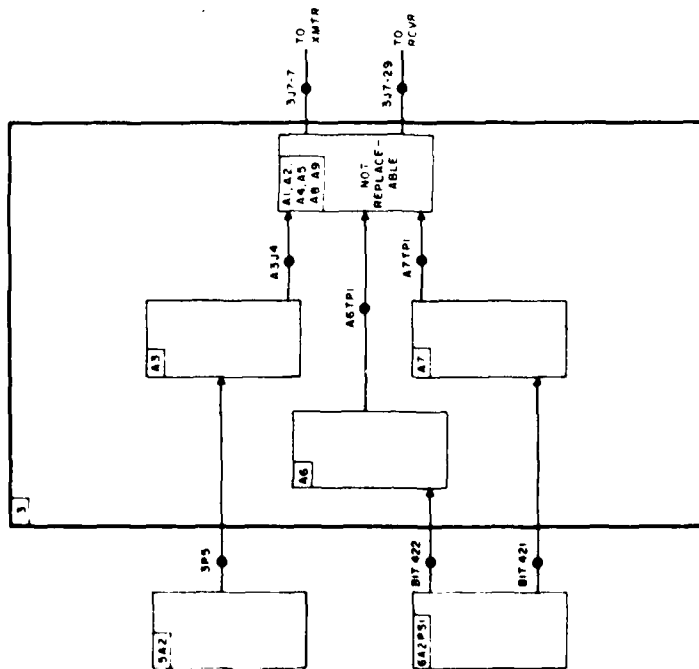 6A2PS1
5A2
BIT 421
BIT 422
3P5
3
A6
A7
A3
A6TP1
A7TP1
A3J4
A1, A2,
A4, A5
A8, A9
NOT
REPLACE-
ABLE
3J7-29
3J7-7
TO
RCVR
TO
XMTR